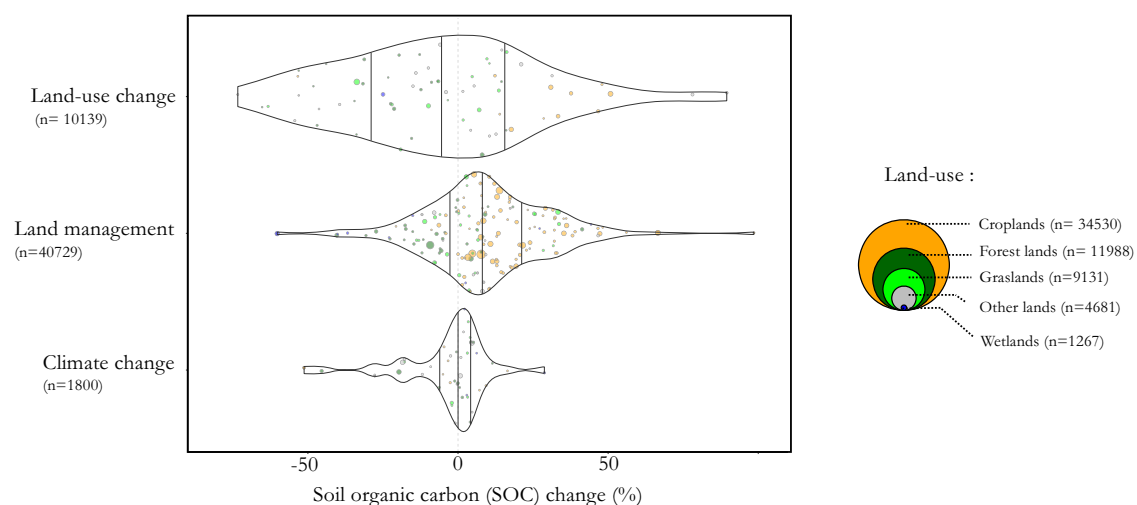 Land-use change
(n= 10139)
Land management
(n=40729)
Climate change
(n=1800)
-50
0
50
Soil organic carbon (SOC) change (%)
Land-use :
Croplands (n= 34530)
Forest lands (n= 11988)
Graslands (n=9131)
Other lands (n=4681)
Wetlands (n=1267)